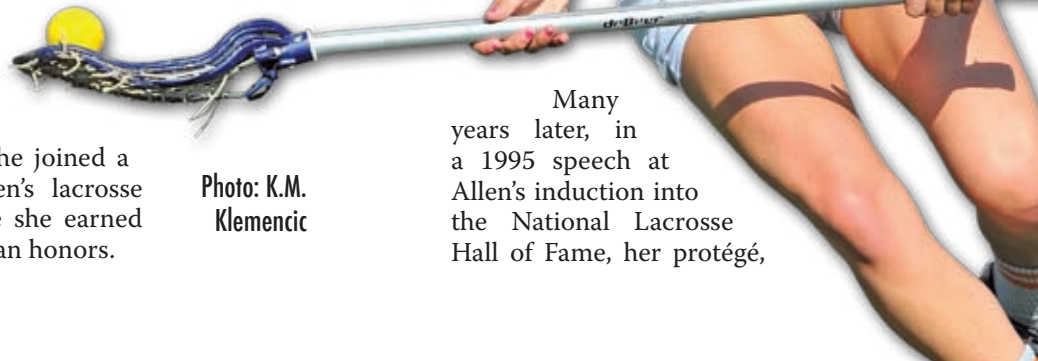 deBeer
he joined a
en's lacrosse
e she earned
an honors.
Photo: K.M.
Klemencic
Many
years later, in
a 1995 speech at
Allen's induction into
the National Lacrosse
Hall of Fame, her protégé,